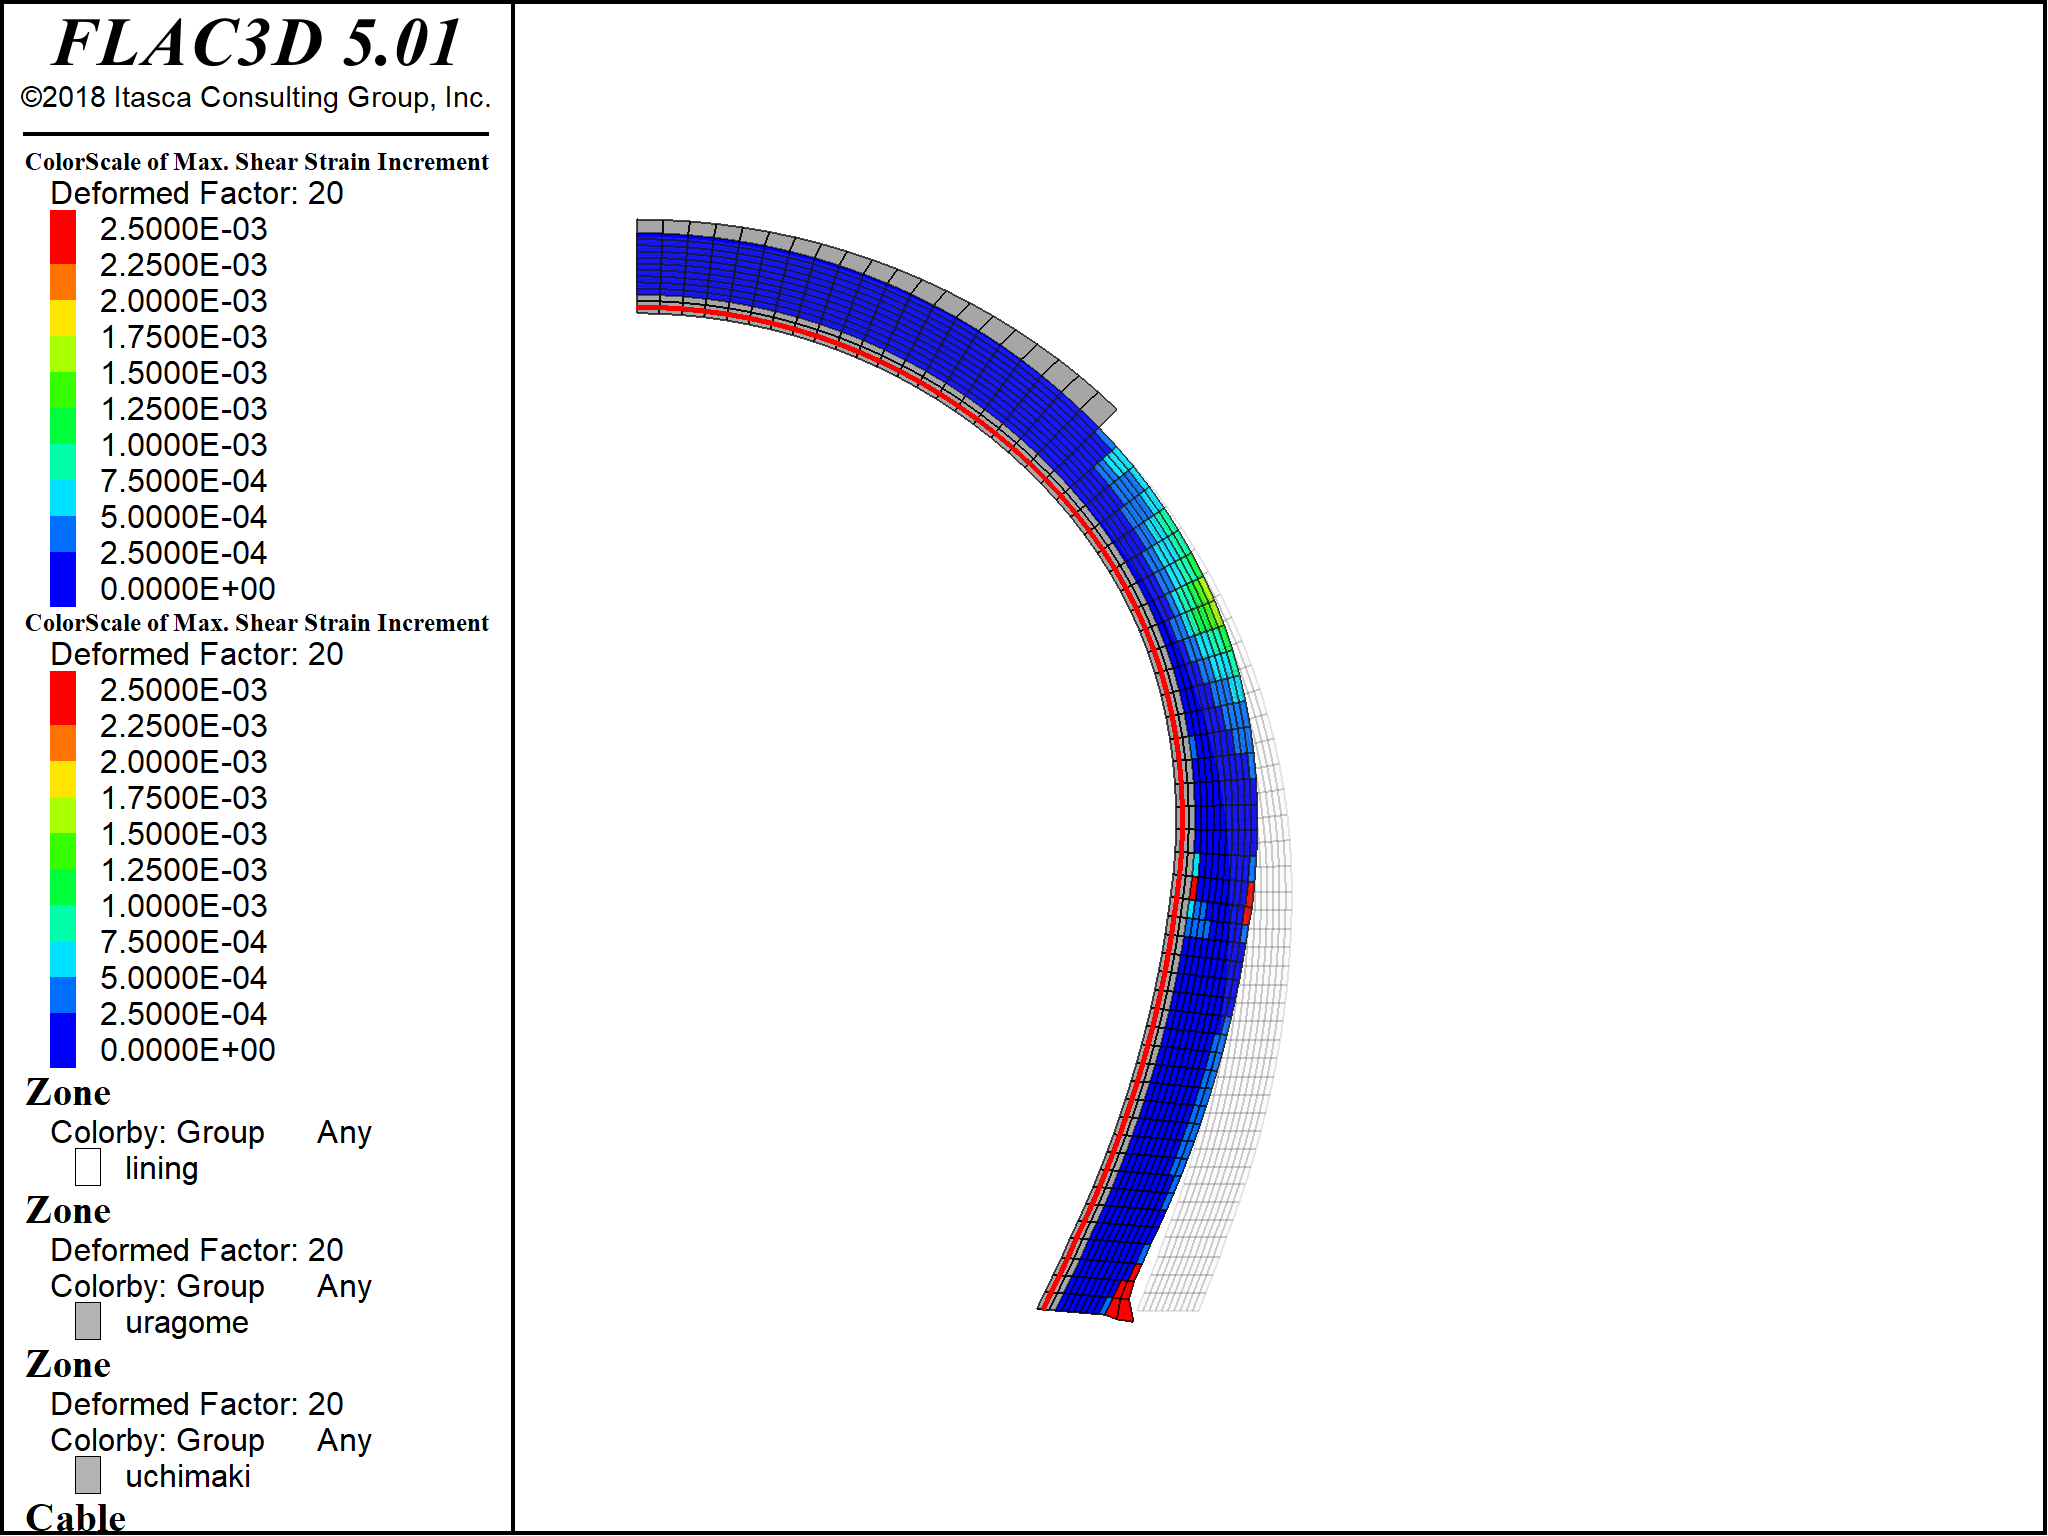 FLAC3D 5.01
©2018 Itasca Consulting Group, Inc.
ColorScale of Max. Shear Strain Increment
Deformed Factor: 20
2.5000E-03
2.2500E-03
2.0000E-03
1.7500E-03
1.5000E-03
1.2500E-03
1.0000E-03
7.5000E-04
5.0000E-04
2.5000E-04
0.0000E+00
ColorScale of Max. Shear Strain Increment
Deformed Factor: 20
2.5000E-03
2.2500E-03
2.0000E-03
1.7500E-03
1.5000E-03
1.2500E-03
1.0000E-03
7.5000E-04
5.0000E-04
2.5000E-04
0.0000E+00
Zone
Colorby: Group Any
lining
Zone
Deformed Factor: 20
Colorby: Group Any
uragome
Zone
Deformed Factor: 20
Colorby: Group Any
uchimaki
Cable